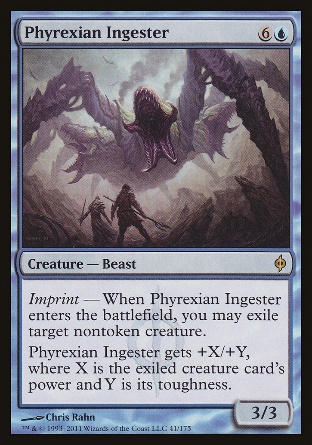 Phyrexian Ingester 6
Creature — Beast
Imprint — When Phyrexian Ingester
enters the battlefield, you may exile
target nontoken creature.
Phyrexian Ingester gets +X/+Y,
where X is the exiled creature card's
power and Y is its toughness.
Chris Rahn
™ & © 1993–2011 Wizards of the Coast LLC 41/175
3/3